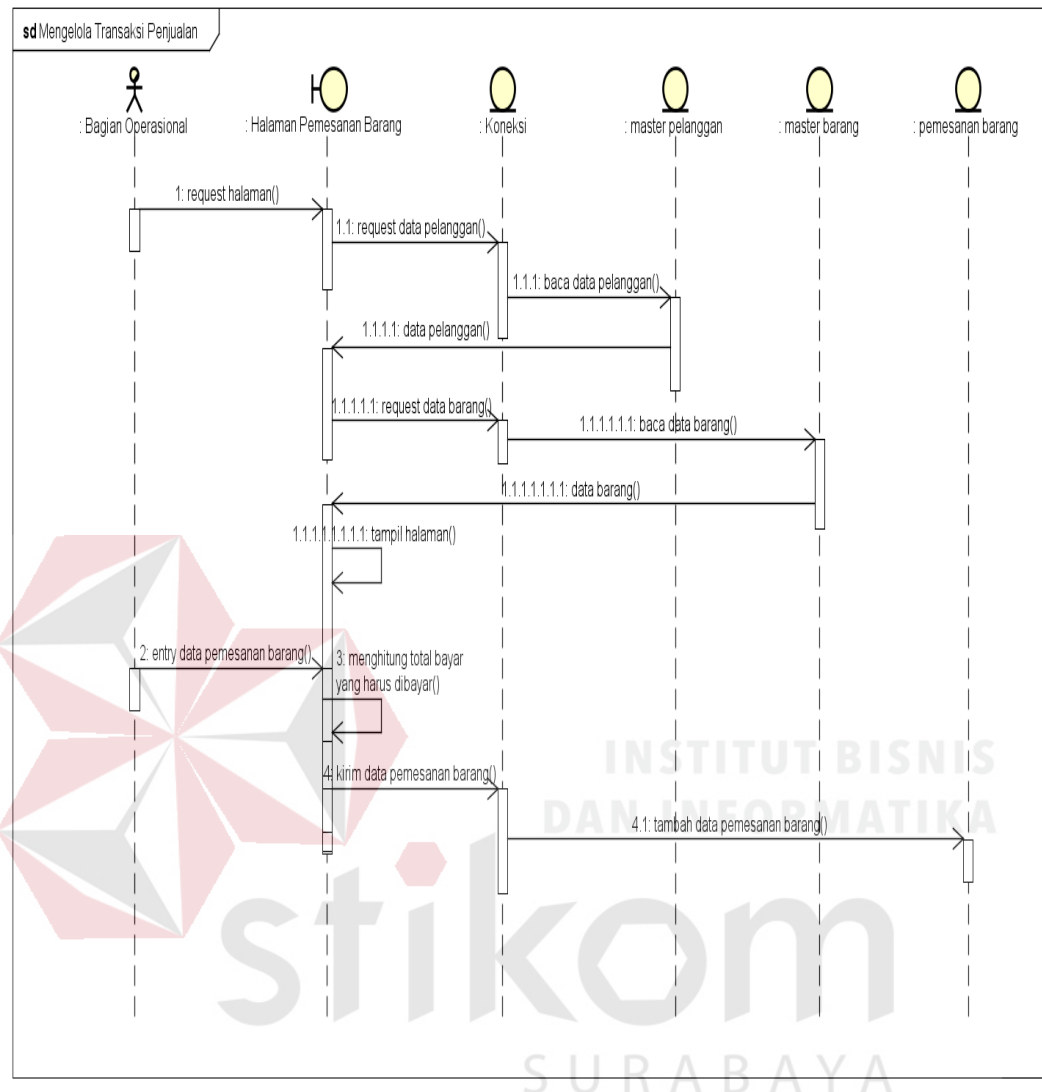 sd Mengelola Transaksi Penjualan
: Bagian Operasional
: Halaman Pemesanan Barang
: Koneksi
: master pelanggan
: master barang
: pemesanan barang
1: request halaman()
1.1: request data pelanggan()
1.1.1: baca data pelanggan()
1.1.1.1: data pelanggan()
1.1.1.1.1: request data barang()
1.1.1.1.1.1: baca data barang()
1.1.1.1.1.1.1: data barang()
1.1.1.1.1.1.1.1: tampil halaman()
2: entry data pemesanan barang()
3: menghitung total bayar
yang harus dibayar()
4: kirim data pemesanan barang()
4.1: tambah data pemesanan barang()
INSTITUT BISNIS
DAN INFORMATIKA
stikom
SURABAYA